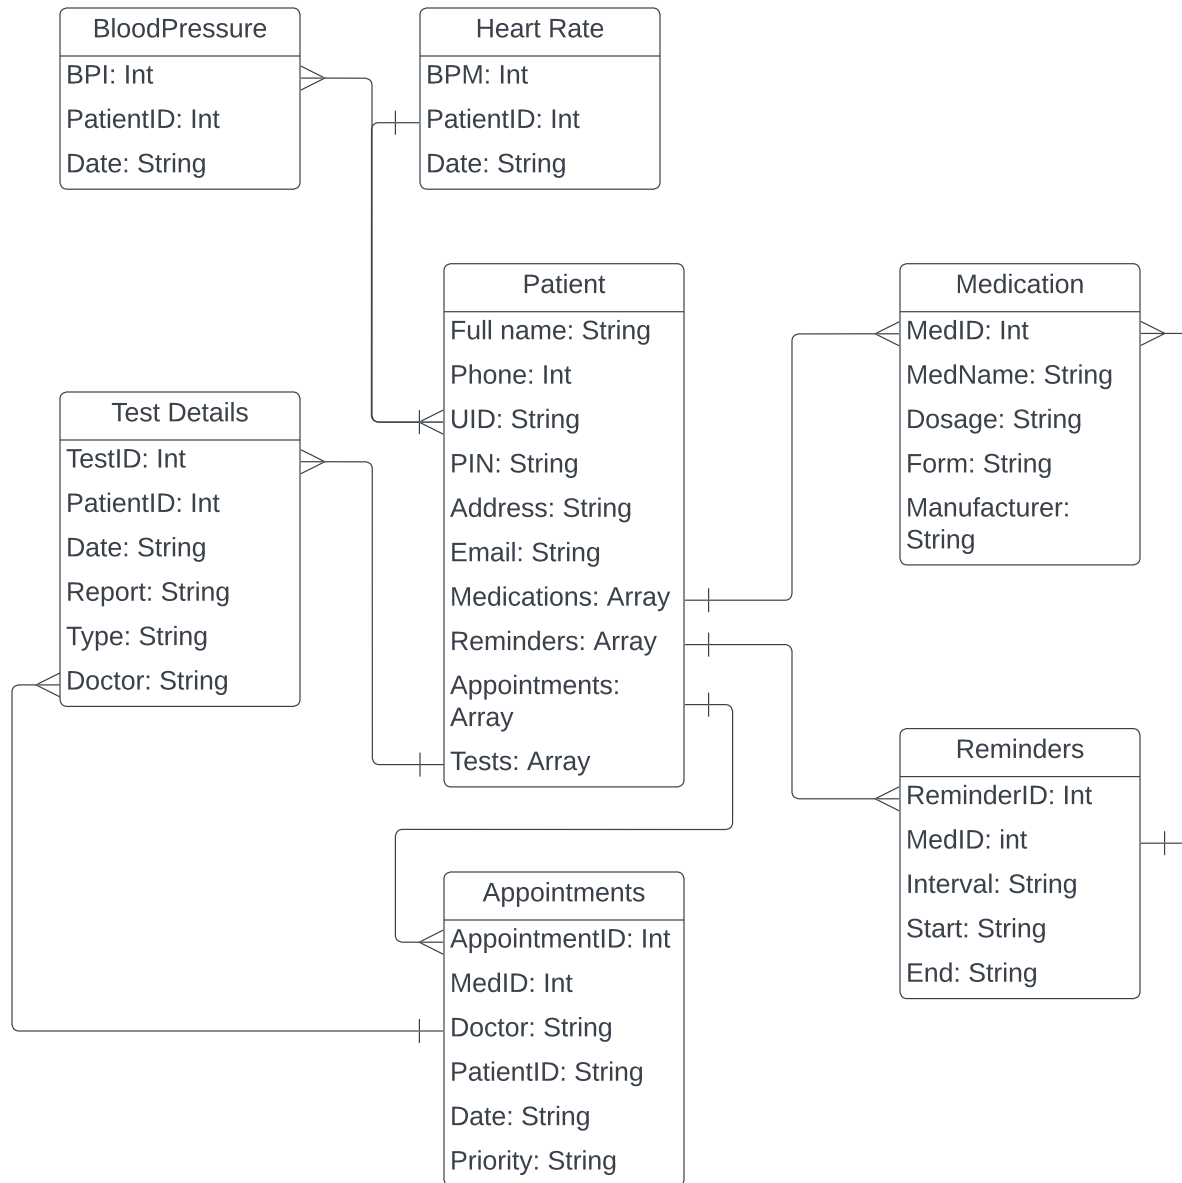 BloodPressure
BPI: Int
PatientID: Int
Date: String
Heart Rate
BPM: Int
PatientID: Int
Date: String
Patient
Full name: String
Phone: Int
UID: String
PIN: String
Address: String
Email: String
Medications: Array
Reminders: Array
Appointments:
Array
Tests: Array
Medication
MedID: Int
MedName: String
Dosage: String
Form: String
Manufacturer:
String
Test Details
TestID: Int
PatientID: Int
Date: String
Report: String
Type: String
Doctor: String
Reminders
ReminderID: Int
MedID: int
Interval: String
Start: String
End: String
Appointments
AppointmentID: Int
MedID: Int
Doctor: String
PatientID: String
Date: String
Priority: String